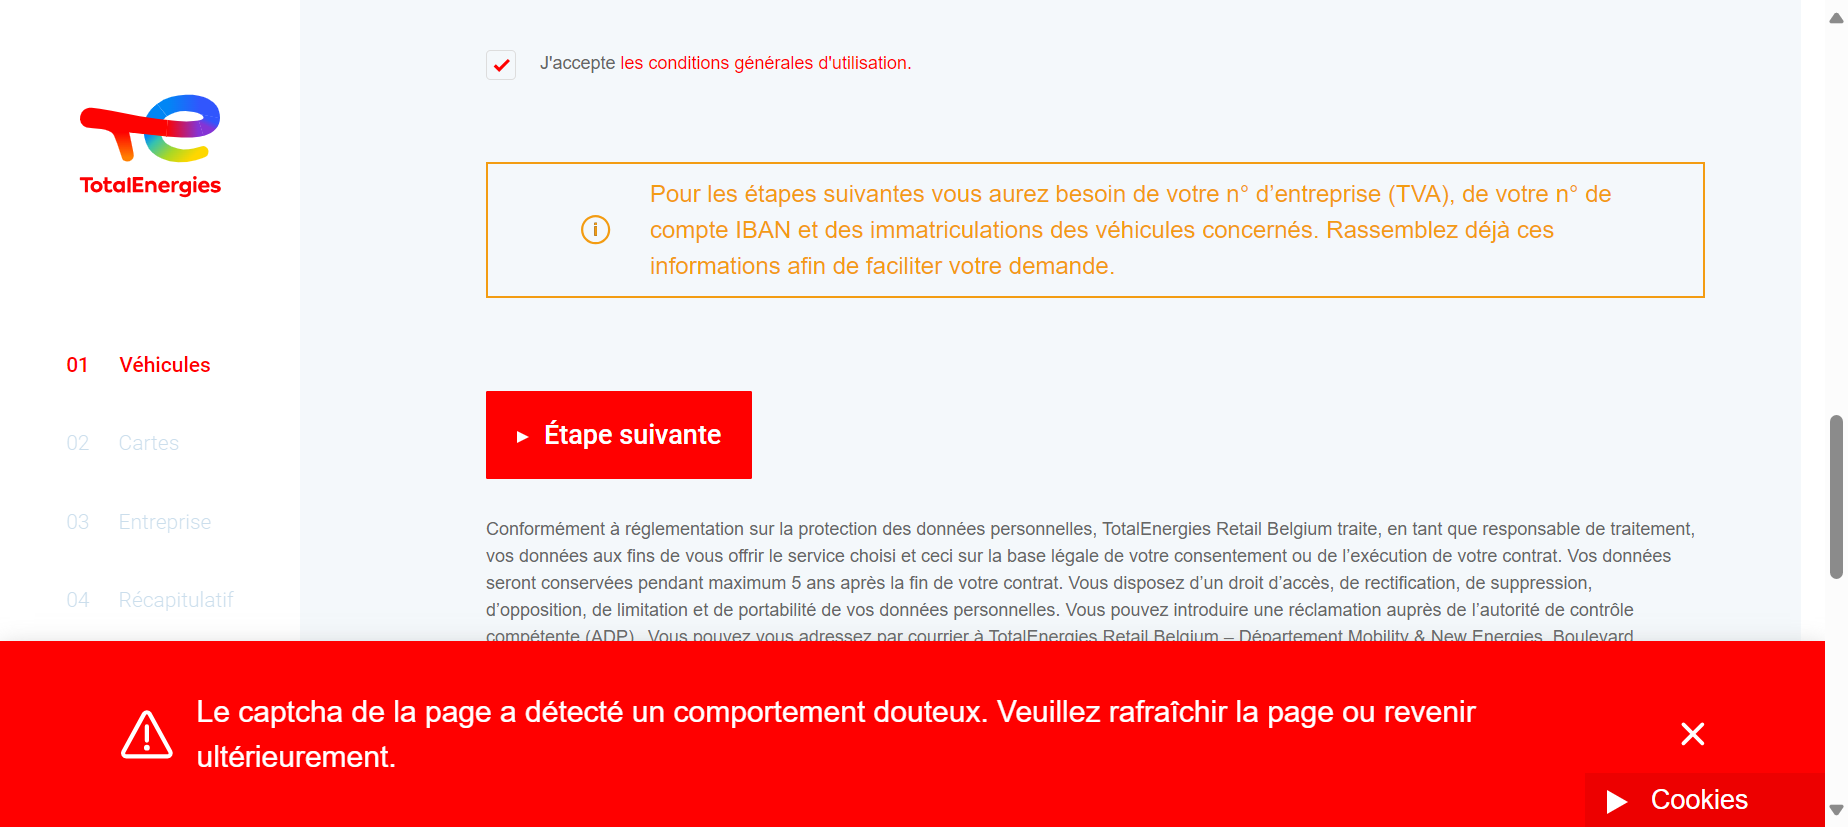 J'accepte les conditions générales d'utilisation.
TotalEnergies
Pour les étapes suivantes vous aurez besoin de votre n° d’entreprise (TVA), de votre n° de
compte IBAN et des immatriculations des véhicules concernés. Rassemblez déjà ces
informations afin de faciliter votre demande.
01 Véhicules
02 Cartes
03 Entreprise
04 Récapitulatif
Étape suivante
Conformément à réglementation sur la protection des données personnelles, TotalEnergies Retail Belgium traite, en tant que responsable de traitement,
vos données aux fins de vous offrir le service choisi et ceci sur la base légale de votre consentement ou de l’exécution de votre contrat. Vos données
seront conservées pendant maximum 5 ans après la fin de votre contrat. Vous disposez d’un droit d’accès, de rectification, de suppression,
d’opposition, de limitation et de portabilité de vos données personnelles. Vous pouvez introduire une réclamation auprès de l’autorité de contrôle
compétente (ADP). Vous pouvez vous adressez par courrier à TotalEnergies Retail Belgium – Département Mobility & New Energies, Boulevard
Le captcha de la page a détecté un comportement douteux. Veuillez rafraîchir la page ou revenir
ultérieurement.
Cookies